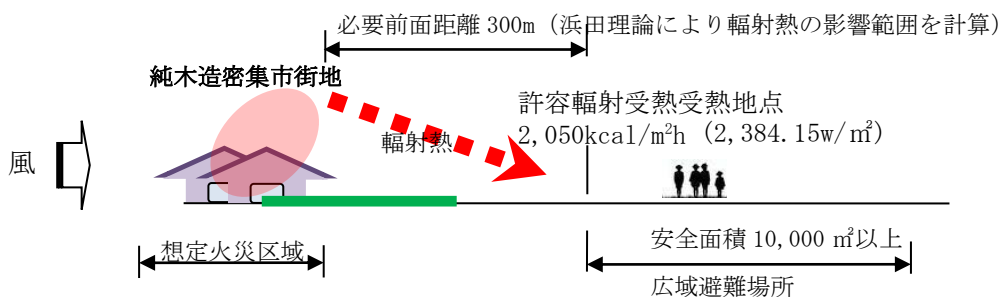 必要前面距離 300m（浜田理論により輻射熱の影響範囲を計算）
純木造密集市街地
許容輻射受熱受熱地点
2,050kcal/m²h（2,384.15w/㎡）
輻射熱
風
想定火災区域
安全面積 10,000 ㎡以上
広域避難場所